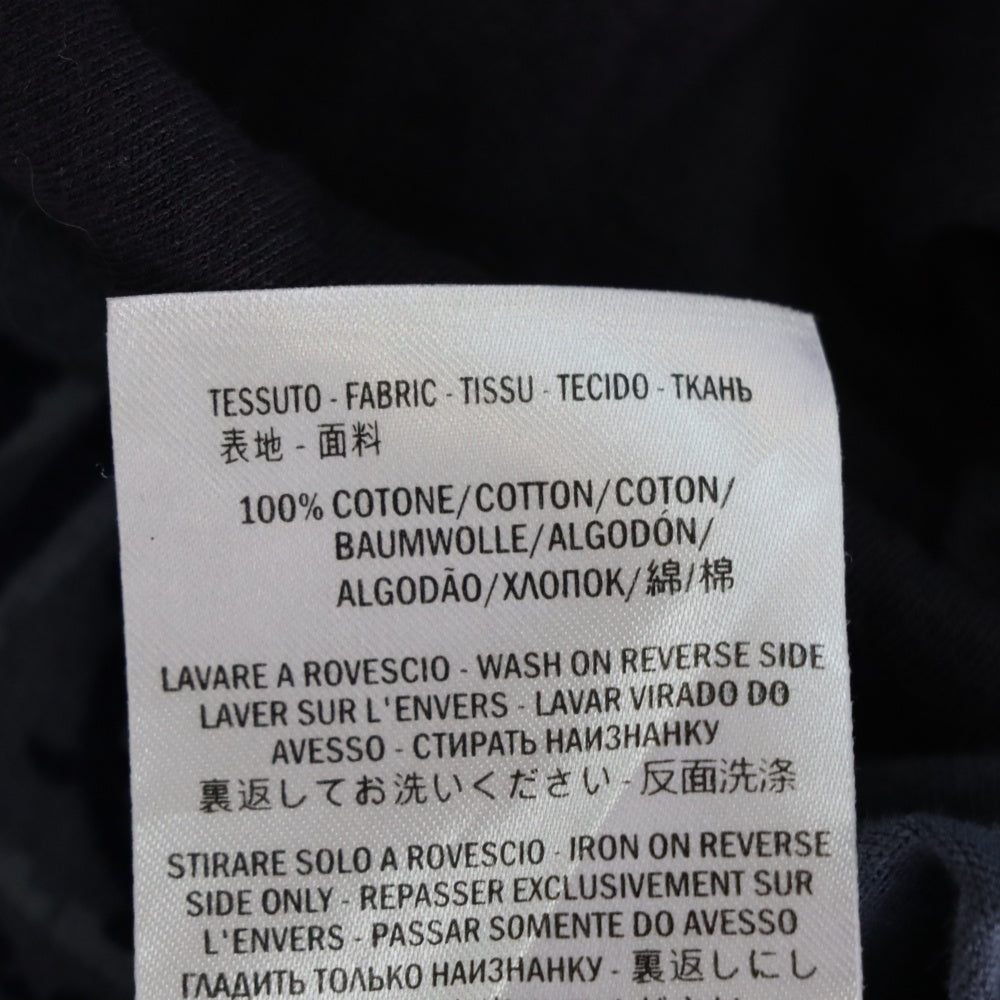 TESSUTO - FABRIC - TISSU - TECIDO - ТКАНЬ
表地 - 面料
100% COTONE/COTTON/COTON/
BAUMWOLLE/ALGODÓN/
ALGODÃO/ХЛОПОК/綿/棉
LAVARE A ROVESCIO - WASH ON REVERSE SIDE
LAVER SUR L'ENVERS - LAVAR VIRADO DO
AVESSO - СТИРАТЬ НАИЗНАНКУ
裏返してお洗いください - 反面洗涤
STIRARE SOLO A ROVESCIO - IRON ON REVERSE
SIDE ONLY - REPASSER EXCLUSIVEMENT SUR
L'ENVERS - PASSAR SOMENTE DO AVESSO
ГЛАДИТЬ ТОЛЬКО НАИЗНАНКУ - 裏返しにし